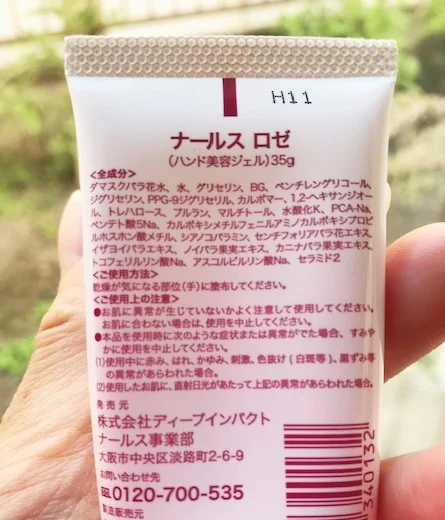 H11
ナールス ロゼ
(ハンド美容ジェル)35g
<全成分>
ダマスクバラ花水、水、グリセリン、BG、ペンチレングリコール、
ジグリセリン、PPG-9ジグリセリル、カルボマー、1,2-ヘキサンジオー
ル、トレハロース、プルラン、マルチトール、水酸化K、PCA-Na、
ペンテト酸5Na、カルボキシメチルフェニルアミノカルボキシプロピ
ルホスホン酸メチル、シアノコバラミン、センチフォリアバラ花エキス、
イザヨイバラエキス、ノイバラ果実エキス、カニナバラ果実エキス、
トコフェリルリン酸Na、アスコルビルリン酸Na、セラミド2
<ご使用方法>
乾燥が気になる部位(手)に塗布してください。
<ご使用上の注意>
●お肌に異常が生じていないかよく注意して使用してください。
お肌に合わない場合は、使用を中止してください。
●本品を使用時に次のような症状または異常がでた場合、すみや
かに使用を中止してください。
(1)使用中に赤み、はれ、かゆみ、刺激、色抜け(白斑等)、黒ずみ等
の異常があらわれた場合。
(2)使用したお肌に、直射日光があたって上記の異常があらわれた場合。
発売元
株式会社ディープインパクト
ナールス事業部
大阪市中央区淡路町2-6-9
お問い合わせ先
0120-700-535
製造販売元
340132